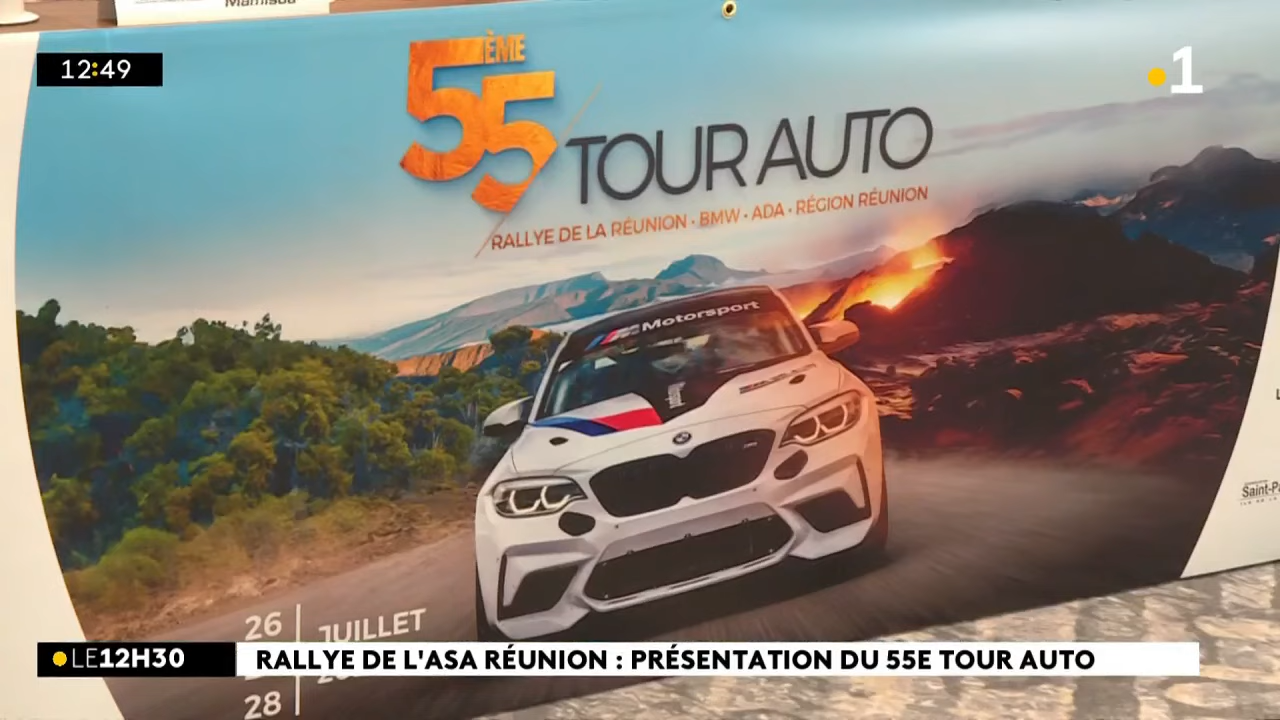 12:49
1
55ÈME
TOUR AUTO
RALLYE DE LA RÉUNION · BMW · ADA · RÉGION RÉUNION
Motorsport
26
JUILLET
28
LE12H30
RALLYE DE L'ASA RÉUNION : PRÉSENTATION DU 55E TOUR AUTO